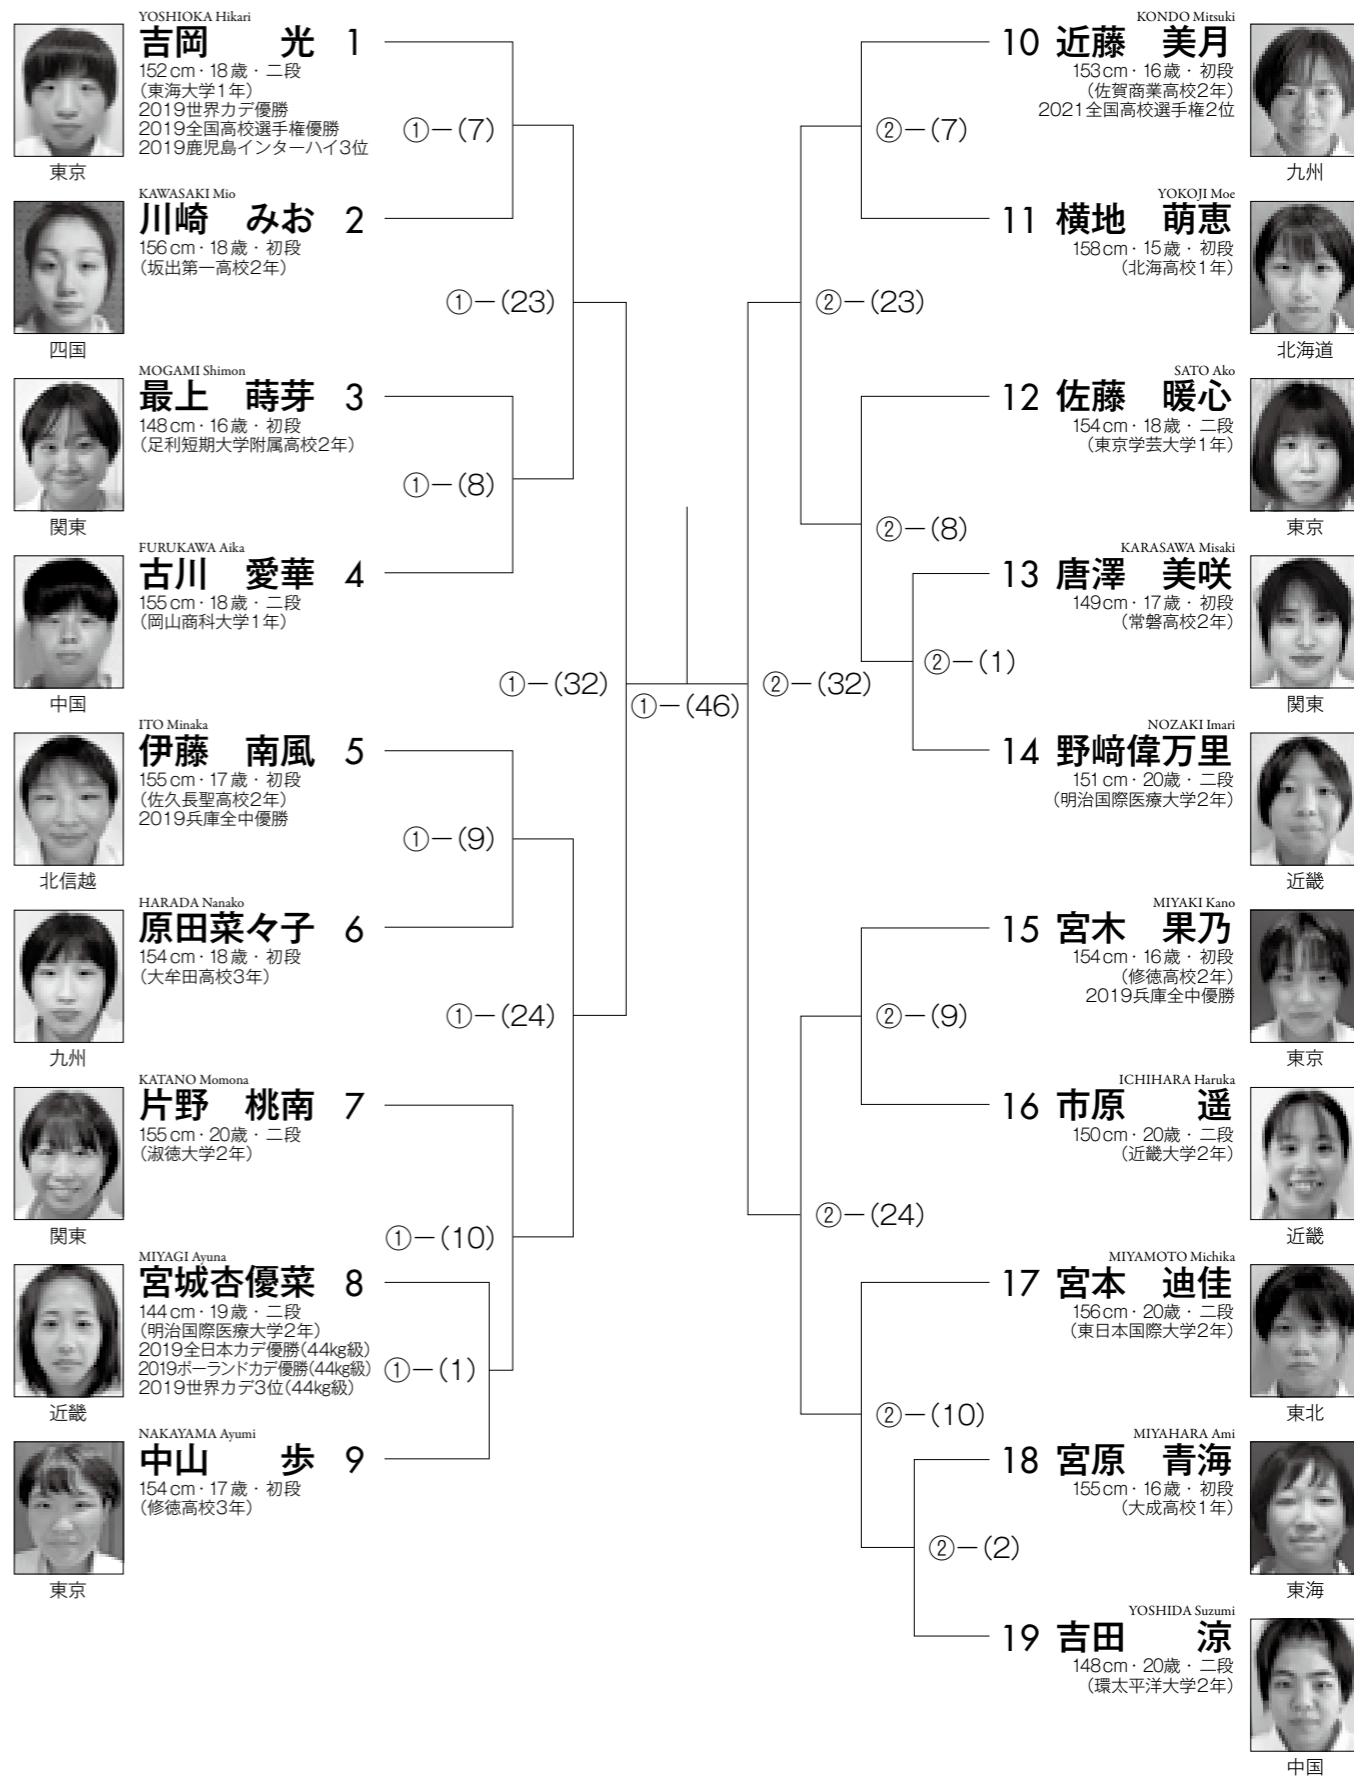 YOSHIOKA Hikari
吉岡　光 1
152cm・18歳・二段
（東海大学1年）
2019世界カデ優勝
2019全国高校選手権優勝
2019鹿児島インターハイ3位
東京
①－(7)
KAWASAKI Mio
川崎　みお 2
156cm・18歳・初段
（坂出第一高校2年）
四国
①－(23)
MOGAMI Shimon
最上　蒔芽 3
148cm・16歳・初段
（足利短期大学附属高校2年）
関東
①－(8)
FURUKAWA Aika
古川　愛華 4
155cm・18歳・二段
（岡山商科大学1年）
中国
①－(32)
ITO Minaka
伊藤　南風 5
155cm・17歳・初段
（佐久長聖高校2年）
2019兵庫全中優勝
北信越
①－(9)
HARADA Nanako
原田菜々子 6
154cm・18歳・初段
（大牟田高校3年）
九州
①－(24)
KATANO Momona
片野　桃南 7
155cm・20歳・二段
（淑徳大学2年）
関東
①－(10)
MIYAGI Ayuna
宮城杏優菜 8
144cm・19歳・二段
（明治国際医療大学2年）
2019全日本カデ優勝(44kg級)
2019ポーランドカデ優勝(44kg級)
2019世界カデ3位(44kg級)
近畿
①－(1)
NAKAYAMA Ayumi
中山　歩 9
154cm・17歳・初段
（修徳高校3年）
東京
①－(46)
KONDO Mitsuki
10 近藤　美月
153cm・16歳・初段
（佐賀商業高校2年）
2021全国高校選手権2位
九州
②－(7)
YOKOJI Moe
11 横地　萌恵
158cm・15歳・初段
（北海高校1年）
北海道
②－(23)
SATO Ako
12 佐藤　暖心
154cm・18歳・二段
（東京学芸大学1年）
東京
②－(8)
KARASAWA Misaki
13 唐澤　美咲
149cm・17歳・初段
（常磐高校2年）
関東
②－(1)
②－(32)
NOZAKI Imari
14 野﨑偉万里
151cm・20歳・二段
（明治国際医療大学2年）
近畿
MIYAKI Kano
15 宮木　果乃
154cm・16歳・初段
（修徳高校2年）
2019兵庫全中優勝
東京
②－(9)
ICHIHARA Haruka
16 市原　遥
150cm・20歳・二段
（近畿大学2年）
近畿
②－(24)
MIYAMOTO Michika
17 宮本　迪佳
156cm・20歳・二段
（東日本国際大学2年）
東北
②－(10)
MIYAHARA Ami
18 宮原　青海
155cm・16歳・初段
（大成高校1年）
東海
②－(2)
YOSHIDA Suzumi
19 吉田　涼
148cm・20歳・二段
（環太平洋大学2年）
中国